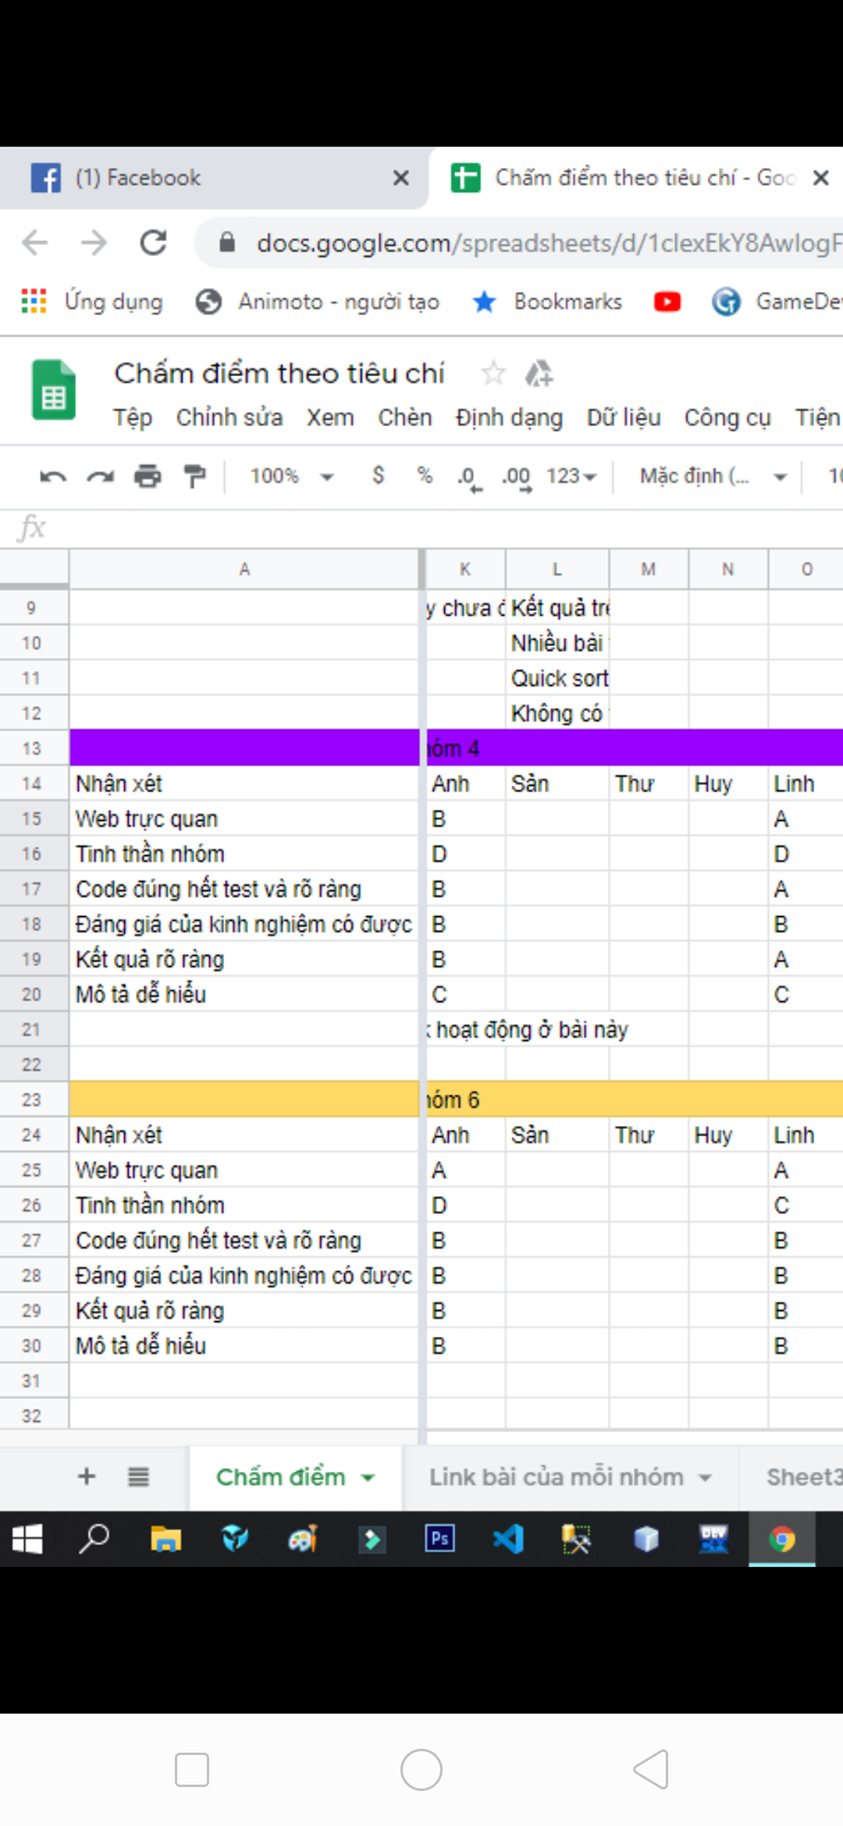 (1) Facebook
Chấm điểm theo tiêu chí - Goo
docs.google.com/spreadsheets/d/1clexEkY8AwlogF
Ứng dụng Animoto - người tạo Bookmarks GameDev
Chấm điểm theo tiêu chí
Tệp Chỉnh sửa Xem Chèn Định dạng Dữ liệu Công cụ Tiện
100% $ % .0 .00 123 Mặc định (... 10
fx
A K L M N O
9 y chưa Kết quả
10 Nhiều bài
11 Quick sort
12 Không có
13 hóm 4
14 Nhận xét Anh Sản Thư Huy Linh
15 Web trực quan B A
16 Tinh thần nhóm D D
17 Code đúng hết test và rõ ràng B A
18 Đáng giá của kinh nghiệm có được B B
19 Kết quả rõ ràng B A
20 Mô tả dễ hiểu C C
21 k hoạt động ở bài này
22
23 hóm 6
24 Nhận xét Anh Sản Thư Huy Linh
25 Web trực quan A A
26 Tinh thần nhóm D C
27 Code đúng hết test và rõ ràng B B
28 Đáng giá của kinh nghiệm có được B B
29 Kết quả rõ ràng B B
30 Mô tả dễ hiểu B B
31
32
Chấm điểm Link bài của mỗi nhóm Sheet3
Ps DEV